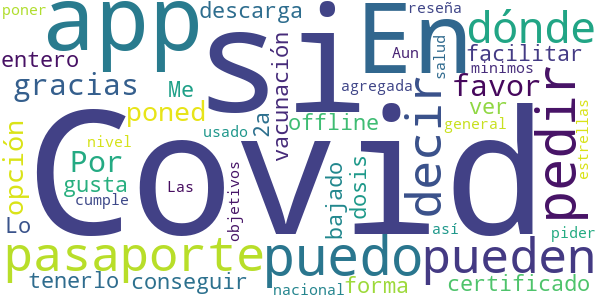 poner
app
si
En
dónde
descarga
reseña
entero
Me
vacunación
Aun
salud
facilitar
mínimos
gracias
agregada
favor
pedir
poned
2a
decir
ver
opción
offline
general
estrellas
usado
Covid
Por
nivel
gusta
Las
objetivos
bajado
dosis
cumple
Lo
así
pider
pasaporte
puedo
pueden
tenerlo
conseguir
nacional
forma
certificado